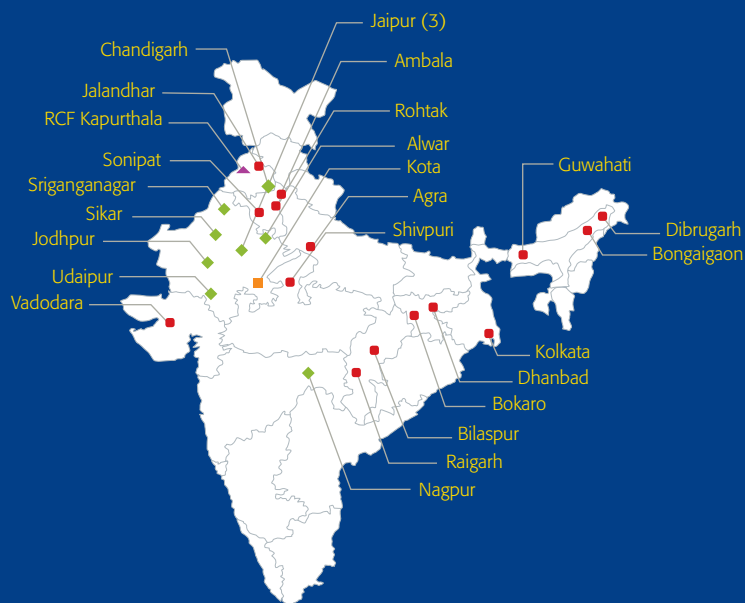 Jaipur (3)
Chandigarh
Ambala
Jalandhar
Rohtak
RCF Kapurthala
Alwar
Sonipat
Kota
Guwahati
Sriganganagar
Agra
Sikar
Shivpuri
Dibrugarh
Jodhpur
Bongaigaon
Udaipur
Vadodara
Kolkata
Dhanbad
Bokaro
Bilaspur
Raigarh
Nagpur